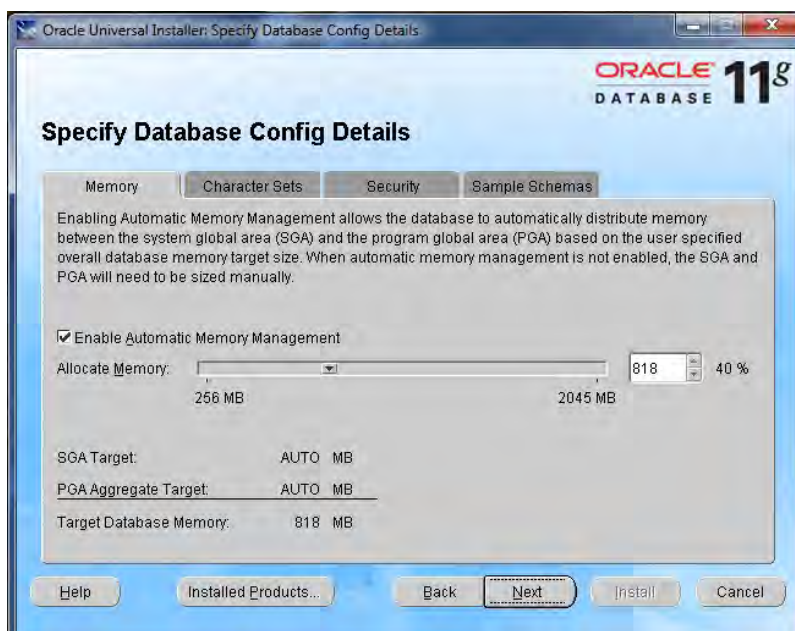 Oracle Universal Installer: Specify Database Config Details
ORACLE 11g
DATABASE
Specify Database Config Details
Memory Character Sets Security Sample Schemas
Enabling Automatic Memory Management allows the database to automatically distribute memory
between the system global area (SGA) and the program global area (PGA) based on the user specified
overall database memory target size. When automatic memory management is not enabled, the SGA and
PGA will need to be sized manually.
Enable Automatic Memory Management
Allocate Memory: 818 40 %
256 MB 2045 MB
SGA Target: AUTO MB
PGA Aggregate Target: AUTO MB
Target Database Memory: 818 MB
Help Installed Products... Back Next Install Cancel